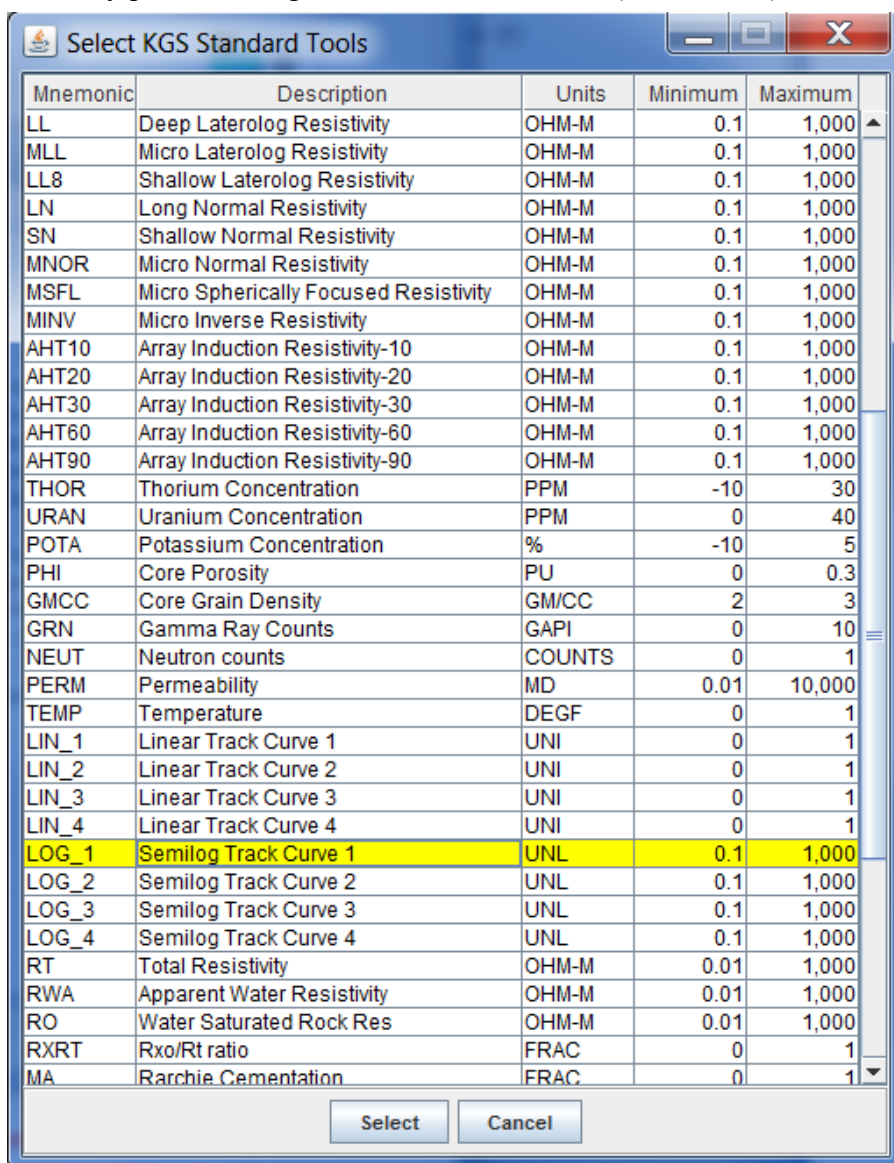 Select KGS Standard Tools
Mnemonic Description Units Minimum Maximum
LL Deep Laterolog Resistivity OHM-M 0.1 1,000
MLL Micro Laterolog Resistivity OHM-M 0.1 1,000
LL8 Shallow Laterolog Resistivity OHM-M 0.1 1,000
LN Long Normal Resistivity OHM-M 0.1 1,000
SN Shallow Normal Resistivity OHM-M 0.1 1,000
MNOR Micro Normal Resistivity OHM-M 0.1 1,000
MSFL Micro Spherically Focused Resistivity OHM-M 0.1 1,000
MINV Micro Inverse Resistivity OHM-M 0.1 1,000
AHT10 Array Induction Resistivity-10 OHM-M 0.1 1,000
AHT20 Array Induction Resistivity-20 OHM-M 0.1 1,000
AHT30 Array Induction Resistivity-30 OHM-M 0.1 1,000
AHT60 Array Induction Resistivity-60 OHM-M 0.1 1,000
AHT90 Array Induction Resistivity-90 OHM-M 0.1 1,000
THOR Thorium Concentration PPM -10 30
URAN Uranium Concentration PPM 0 40
POTA Potassium Concentration % -10 5
PHI Core Porosity PU 0 0.3
GMCC Core Grain Density GM/CC 2 3
GRN Gamma Ray Counts GAPI 0 10
NEUT Neutron counts COUNTS 0 1
PERM Permeability MD 0.01 10,000
TEMP Temperature DEGF 0 1
LIN_1 Linear Track Curve 1 UNI 0 1
LIN_2 Linear Track Curve 2 UNI 0 1
LIN_3 Linear Track Curve 3 UNI 0 1
LIN_4 Linear Track Curve 4 UNI 0 1
LOG_1 Semilog Track Curve 1 UNL 0.1 1,000
LOG_2 Semilog Track Curve 2 UNL 0.1 1,000
LOG_3 Semilog Track Curve 3 UNL 0.1 1,000
LOG_4 Semilog Track Curve 4 UNL 0.1 1,000
RT Total Resistivity OHM-M 0.01 1,000
RWA Apparent Water Resistivity OHM-M 0.01 1,000
RO Water Saturated Rock Res OHM-M 0.01 1,000
RXRT Rxo/Rt ratio FRAC 0 1
MA Rarchie Cementation FRAC 0 1
Select Cancel